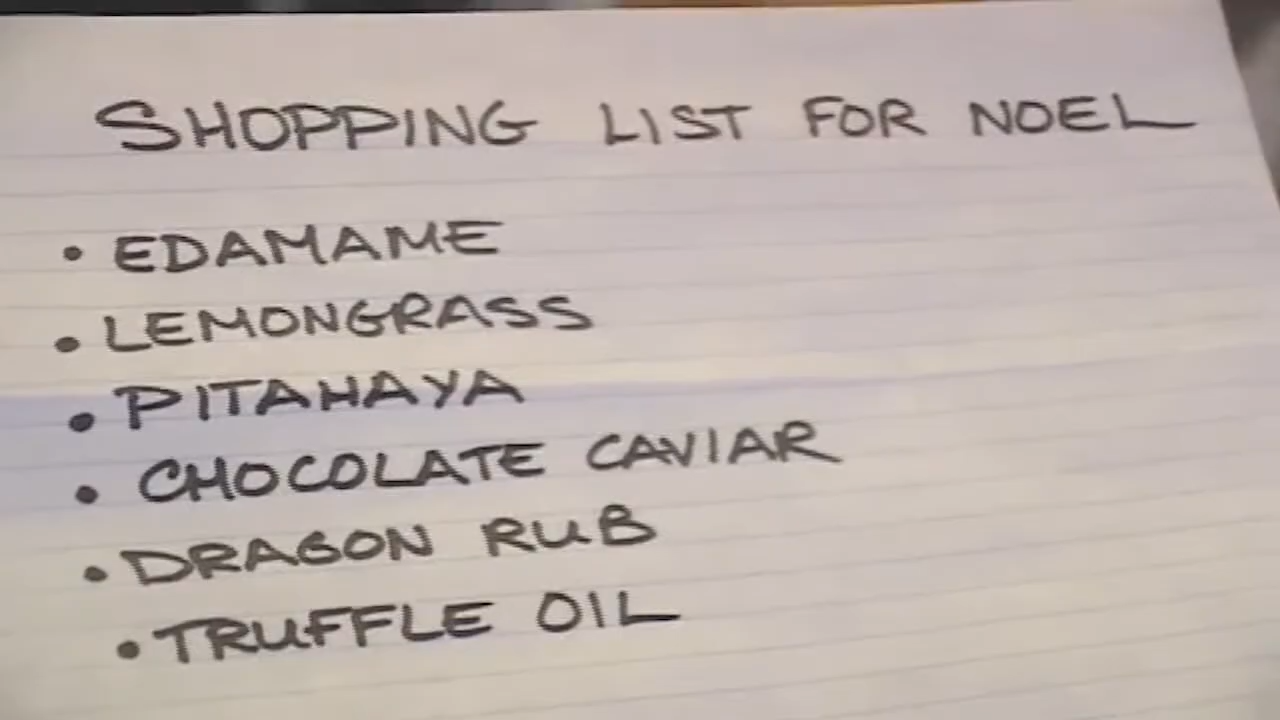 SHOPPING LIST FOR NOEL
• EDAMAME
• LEMONGRASS
• PITAHAYA
• CHOCOLATE CAVIAR
• DRAGON RUB
• TRUFFLE OIL